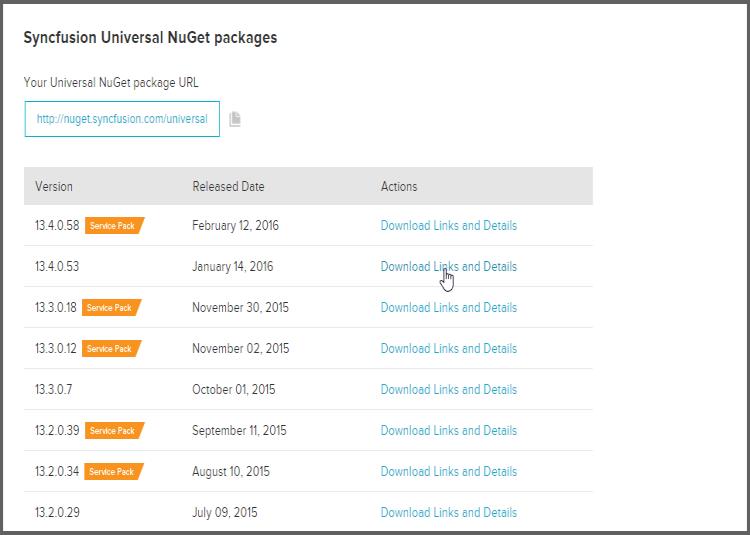 Syncfusion Universal NuGet packages
Your Universal NuGet package URL
http://nuget.syncfusion.com/universal
Version Released Date Actions
13.4.0.58 Service Pack February 12, 2016 Download Links and Details
13.4.0.53 January 14, 2016 Download Links and Details
13.3.0.18 Service Pack November 30, 2015 Download Links and Details
13.3.0.12 Service Pack November 02, 2015 Download Links and Details
13.3.0.7 October 01, 2015 Download Links and Details
13.2.0.39 Service Pack September 11, 2015 Download Links and Details
13.2.0.34 Service Pack August 10, 2015 Download Links and Details
13.2.0.29 July 09, 2015 Download Links and Details